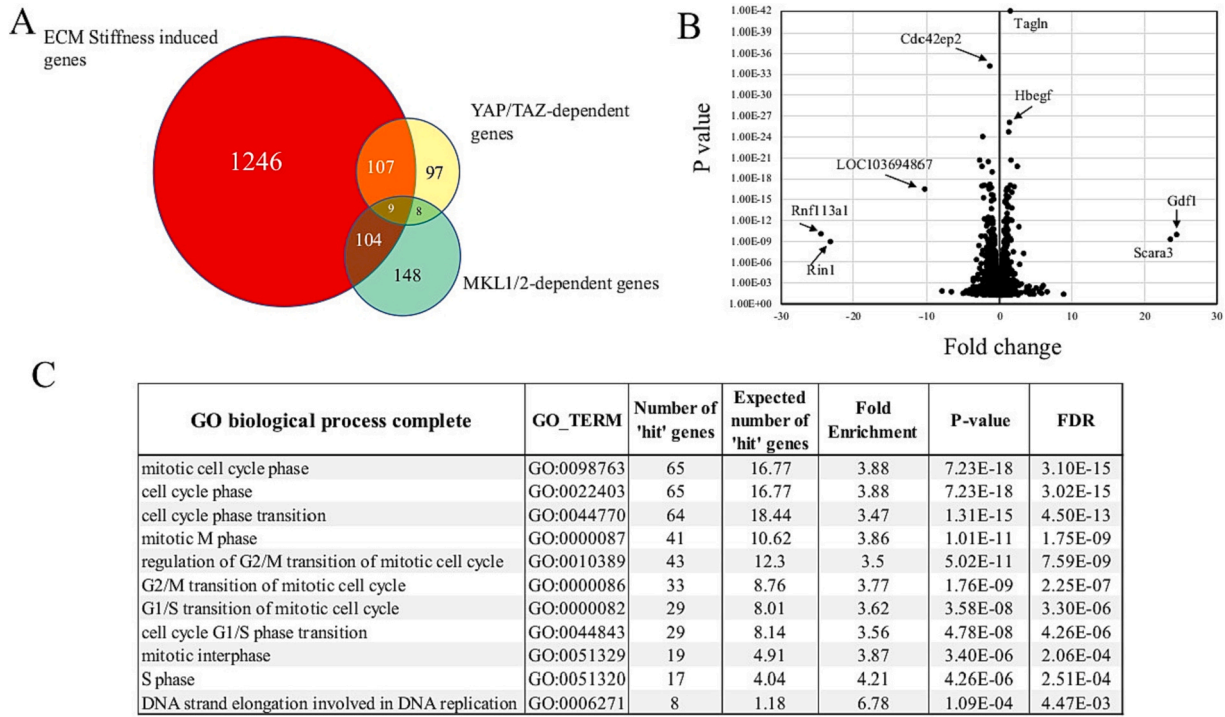 A
ECM Stiffness induced
genes
YAP/TAZ-dependent
genes
1246
107
97
9
8
104
148
MKL1/2-dependent genes
B
P value
1.00E-42
1.00E-39
1.00E-36
1.00E-33
1.00E-30
1.00E-27
1.00E-24
1.00E-21
1.00E-18
1.00E-15
1.00E-12
1.00E-09
1.00E-06
1.00E-03
1.00E+00
Tagln
Cdc42ep2
Hbegf
LOC103694867
Rnf113a1
Rin1
Gdf1
Scara3
-30 -20 -10 0 10 20 30
Fold change
C
GO biological process complete GO_TERM Number of 'hit' genes Expected number of 'hit' genes Fold Enrichment P-value FDR
mitotic cell cycle phase GO:0098763 65 16.77 3.88 7.23E-18 3.10E-15
cell cycle phase GO:0022403 65 16.77 3.88 7.23E-18 3.02E-15
cell cycle phase transition GO:0044770 64 18.44 3.47 1.31E-15 4.50E-13
mitotic M phase GO:0000087 41 10.62 3.86 1.01E-11 1.75E-09
regulation of G2/M transition of mitotic cell cycle GO:0010389 43 12.3 3.5 5.02E-11 7.59E-09
G2/M transition of mitotic cell cycle GO:0000086 33 8.76 3.77 1.76E-09 2.25E-07
G1/S transition of mitotic cell cycle GO:0000082 29 8.01 3.62 3.58E-08 3.30E-06
cell cycle G1/S phase transition GO:0044843 29 8.14 3.56 4.78E-08 4.26E-06
mitotic interphase GO:0051329 19 4.91 3.87 3.40E-06 2.06E-04
S phase GO:0051320 17 4.04 4.21 4.26E-06 2.51E-04
DNA strand elongation involved in DNA replication GO:0006271 8 1.18 6.78 1.09E-04 4.47E-03